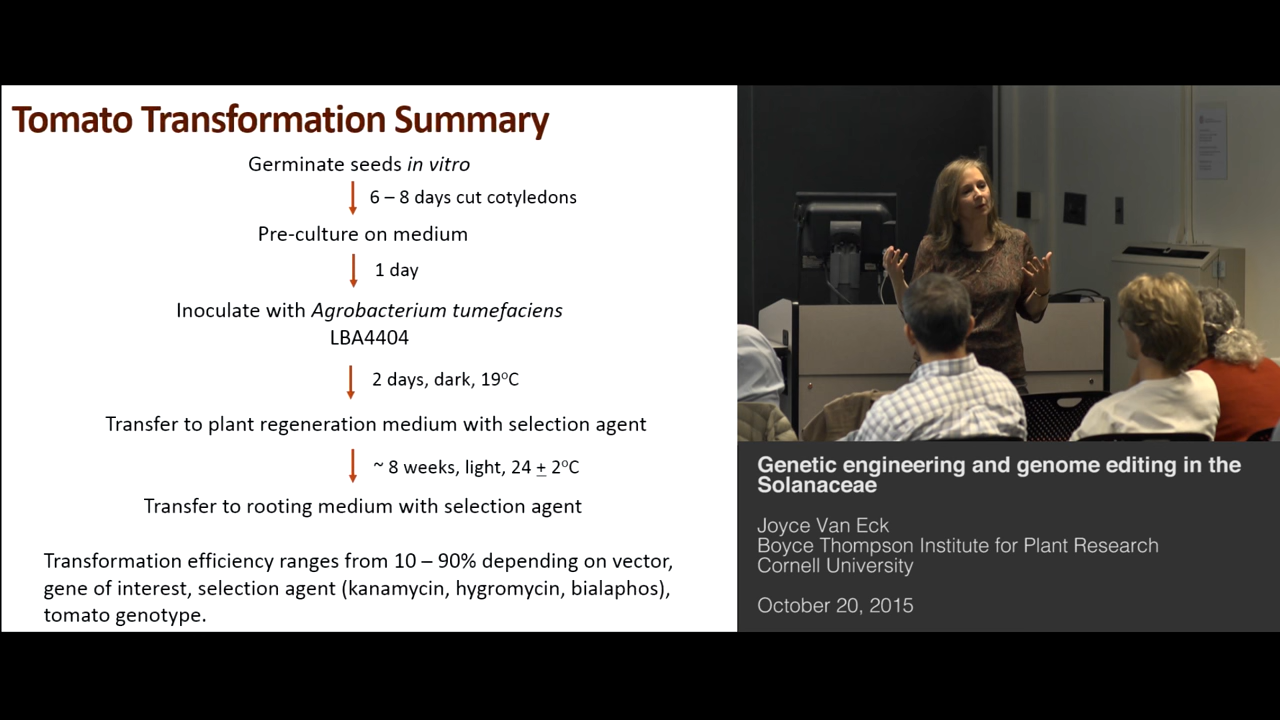 Tomato Transformation Summary
Germinate seeds in vitro
6 – 8 days cut cotyledons
Pre-culture on medium
1 day
Inoculate with Agrobacterium tumefaciens
LBA4404
2 days, dark, 19°C
Transfer to plant regeneration medium with selection agent
~ 8 weeks, light, 24 ± 2°C
Transfer to rooting medium with selection agent
Transformation efficiency ranges from 10 – 90% depending on vector,
gene of interest, selection agent (kanamycin, hygromycin, bialaphos),
tomato genotype.
Genetic engineering and genome editing in the
Solanaceae
Joyce Van Eck
Boyce Thompson Institute for Plant Research
Cornell University
October 20, 2015